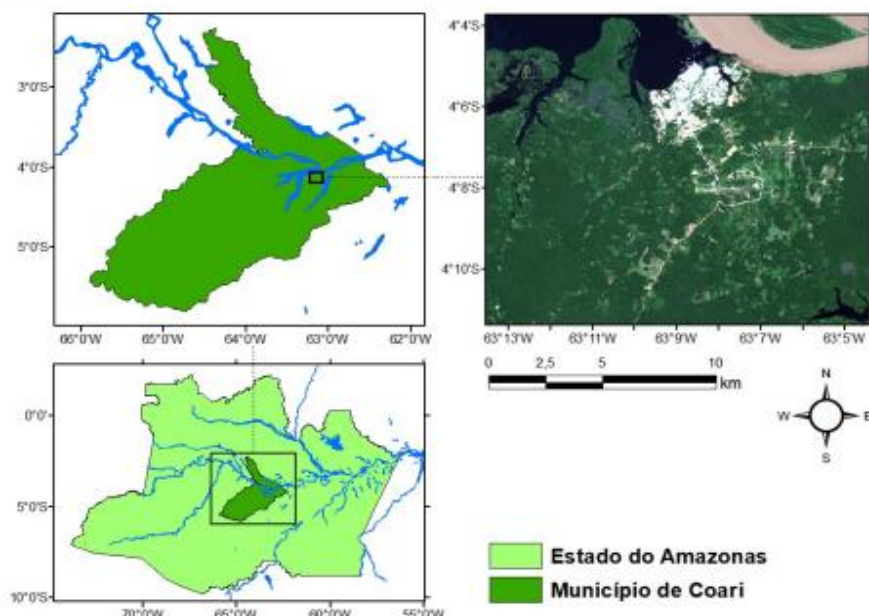 3°0'S
4°0'S
5°0'S
66°0'W 65°0'W 64°0'W 63°0'W 62°0'W
4°4'S
4°6'S
4°8'S
4°10'S
63°13'W 63°11'W 63°9'W 63°7'W 63°5'W
0 2,5 5 10
km
N
W E
S
0°0'
5°0'S
10°0'S
70°0'W 65°0'W 60°0'W 55°0'W
Estado do Amazonas
Município de Coari